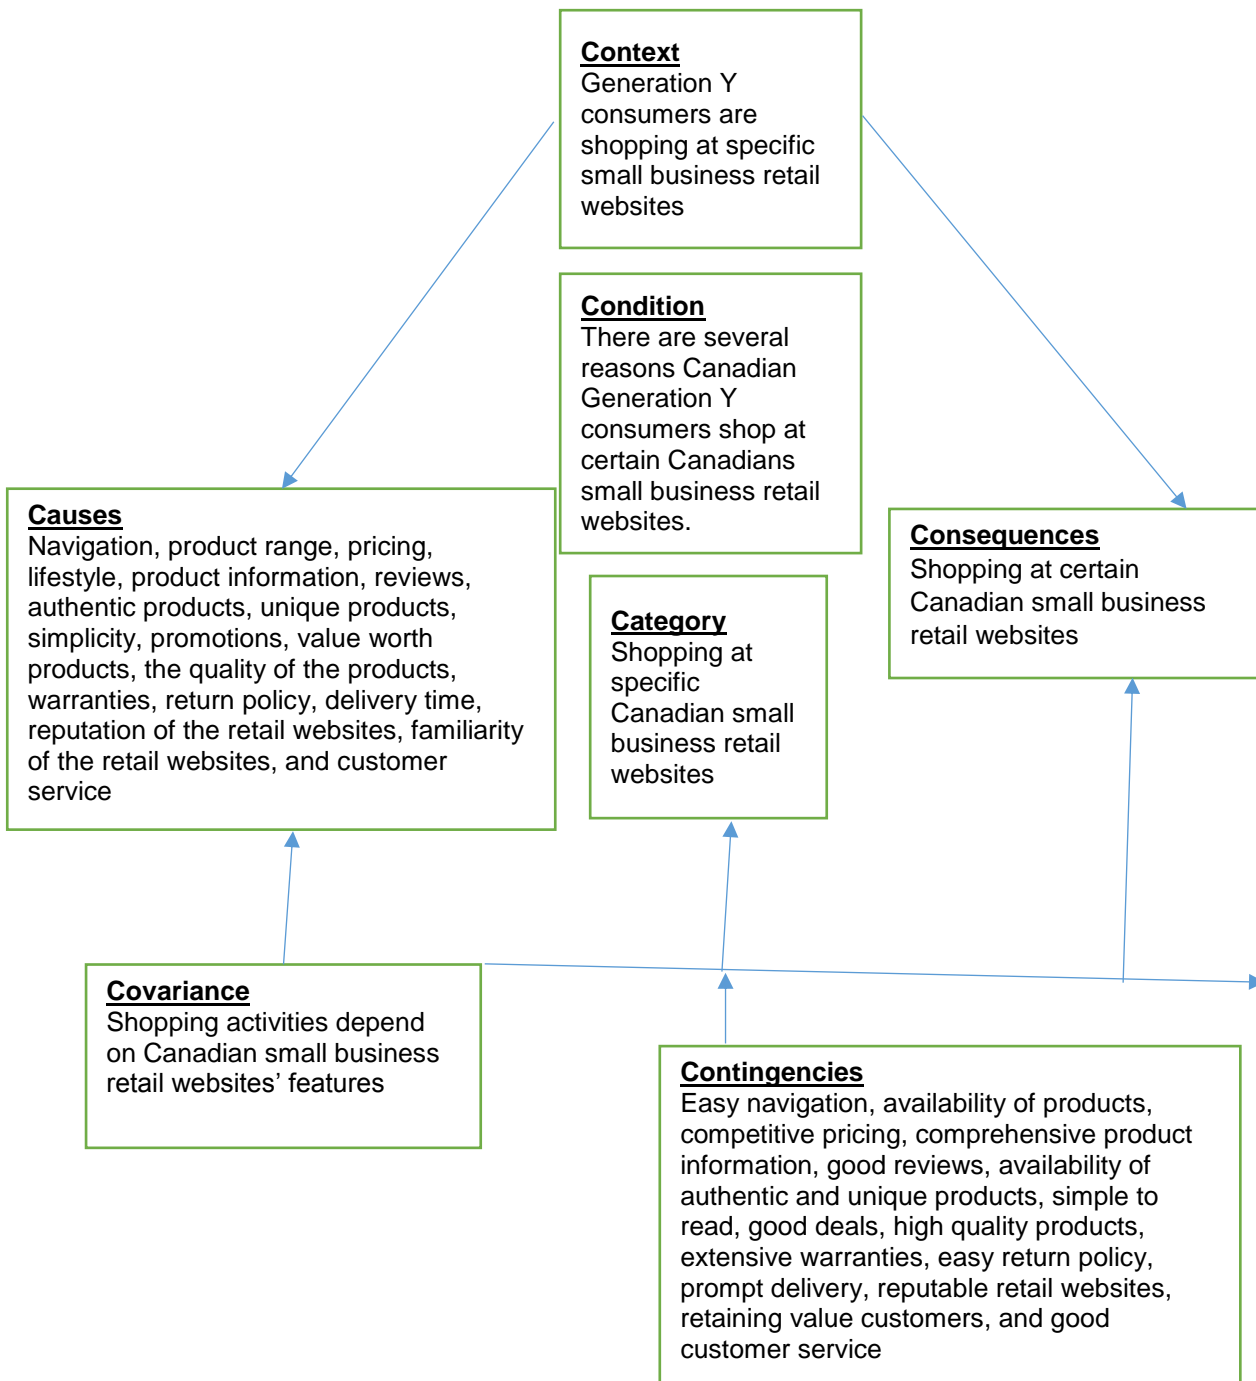 Context
Generation Y
consumers are
shopping at specific
small business retail
websites
Condition
There are several
reasons Canadian
Generation Y
consumers shop at
certain Canadians
small business retail
websites.
Causes
Navigation, product range, pricing,
lifestyle, product information, reviews,
authentic products, unique products,
simplicity, promotions, value worth
products, the quality of the products,
warranties, return policy, delivery time,
reputation of the retail websites, familiarity
of the retail websites, and customer
service
Category
Shopping at
specific
Canadian small
business retail
websites
Consequences
Shopping at certain
Canadian small business
retail websites
Covariance
Shopping activities depend
on Canadian small business
retail websites’ features
Contingencies
Easy navigation, availability of products,
competitive pricing, comprehensive product
information, good reviews, availability of
authentic and unique products, simple to
read, good deals, high quality products,
extensive warranties, easy return policy,
prompt delivery, reputable retail websites,
retaining value customers, and good
customer service